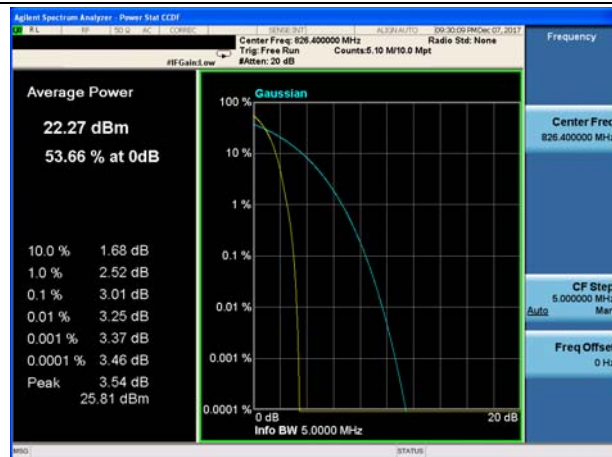 Agilent Spectrum Analyzer - Power Stat CCDF
RL RF 50 Ω AC CORREC SENSE:INT ALIGN AUTO 09:30:09 PM Dec 07, 2017
Center Freq: 826.400000 MHz Radio Std: None
Trig: Free Run Counts:5.10 M/10.0 Mpt
#IFGain:Low #Atten: 20 dB
Frequency
Average Power
22.27 dBm
53.66 % at 0dB
10.0 % 1.68 dB
1.0 % 2.52 dB
0.1 % 3.01 dB
0.01 % 3.25 dB
0.001 % 3.37 dB
0.0001 % 3.46 dB
Peak 3.54 dB
25.81 dBm
Gaussian
100 %
10 %
1 %
0.1 %
0.01 %
0.001 %
0.0001 %
0 dB 20 dB
Info BW 5.0000 MHz
Center Freq
826.400000 MHz
CF Step
5.000000 MHz
Auto Man
Freq Offset
0 Hz
MSG STATUS